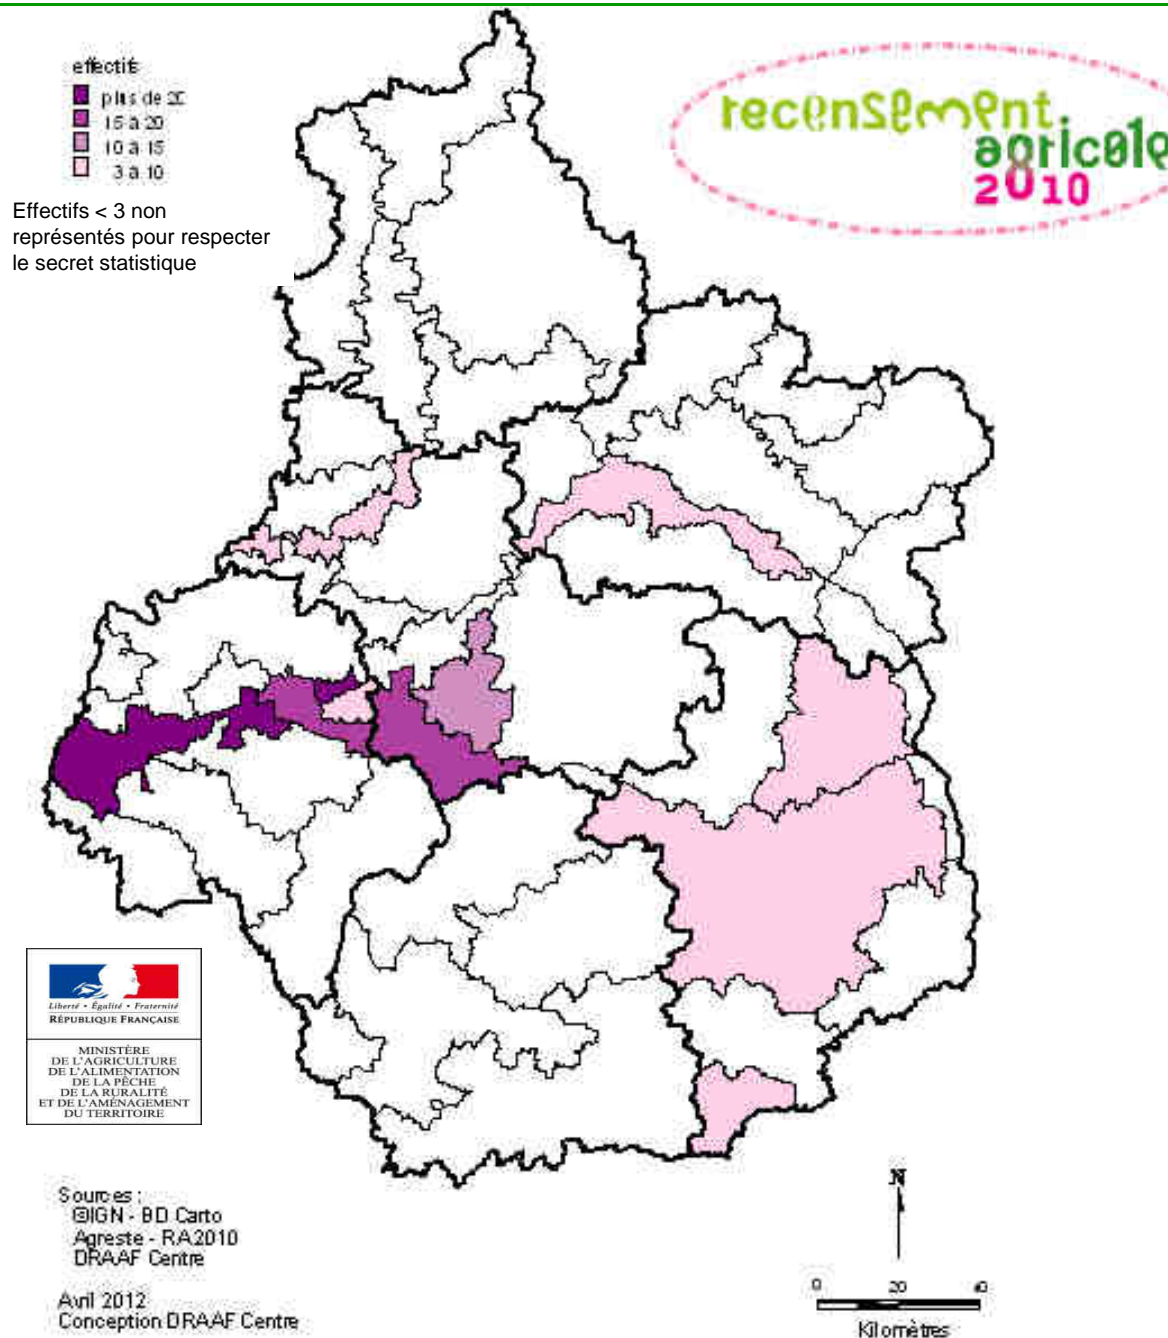 effectifs
plus de 20
15 à 20
10 à 15
3 à 10
Effectifs < 3 non
représentés pour respecter
le secret statistique
recensement
agricole
2010
Liberté • Égalité • Fraternité
RÉPUBLIQUE FRANÇAISE
MINISTÈRE
DE L'AGRICULTURE
DE L'ALIMENTATION
DE LA PÊCHE
DE LA RURALITÉ
ET DE L'AMÉNAGEMENT
DU TERRITOIRE
Sources :
©IGN - BD Carto
Agreste - RA2010
DRAAF Centre
Avril 2012
Conception DRAAF Centre
N
0 20 40
Kilomètres